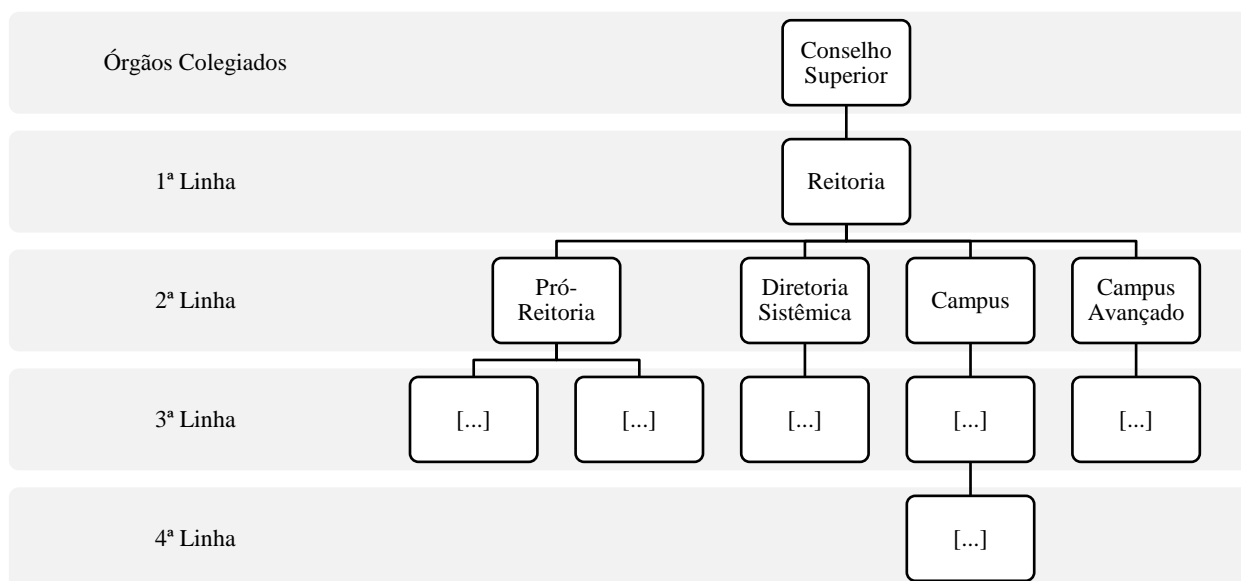 Órgãos Colegiados
Conselho
Superior
1ª Linha
Reitoria
2ª Linha
Pró-
Reitoria
Diretoria
Sistêmica
Campus
Campus
Avançado
3ª Linha
[...]
[...]
[...]
[...]
[...]
4ª Linha
[...]